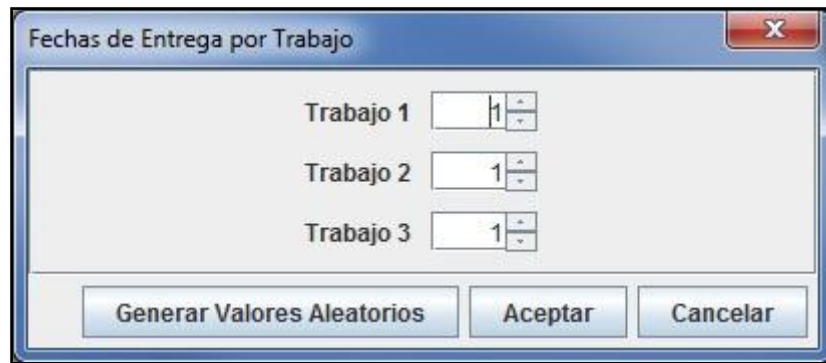 Fechas de Entrega por Trabajo
Trabajo 1 1
Trabajo 2 1
Trabajo 3 1
Generar Valores Aleatorios Aceptar Cancelar